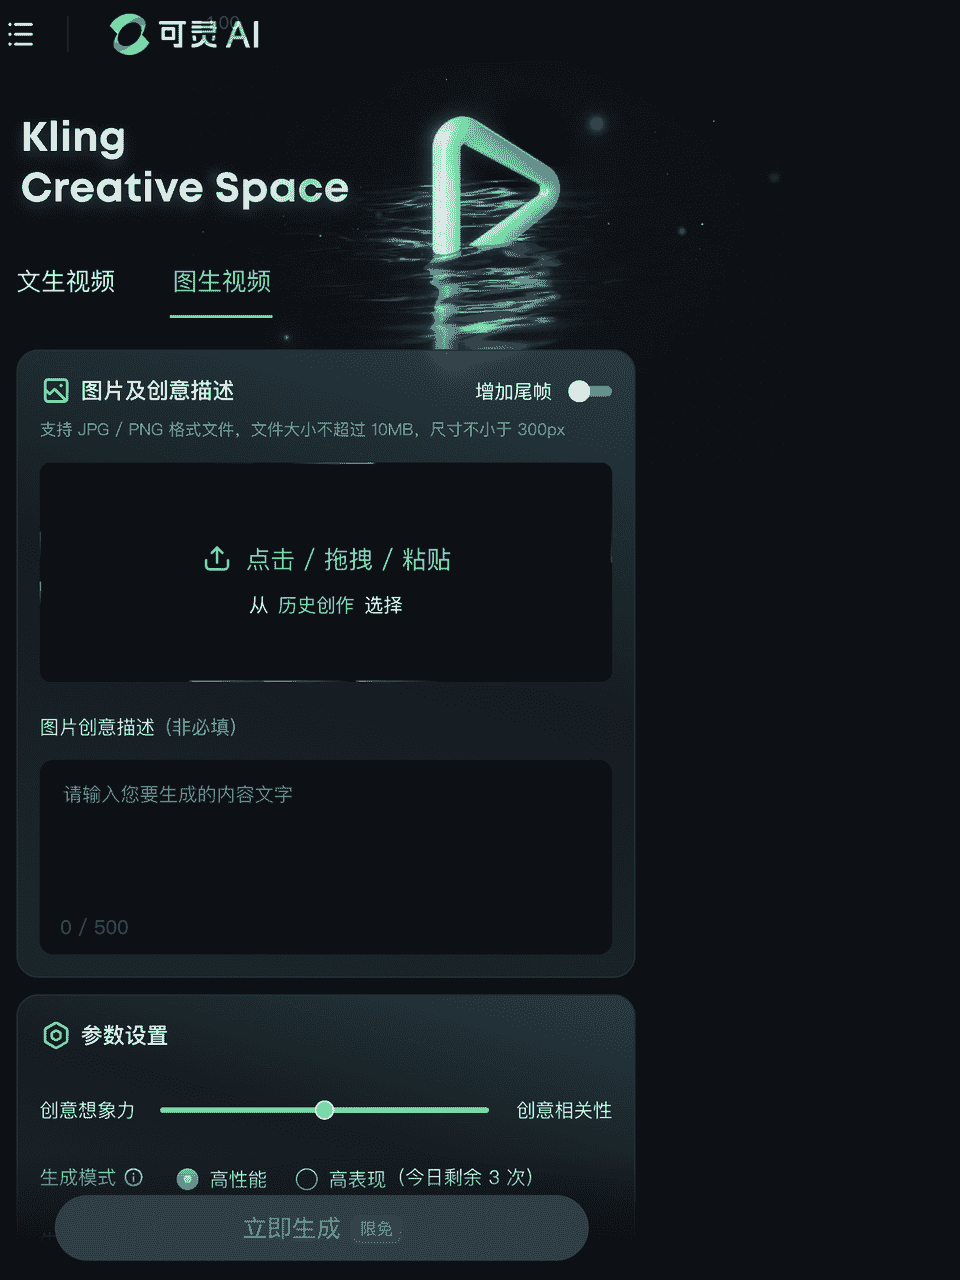 100
可灵 AI
Kling
Creative Space
文生视频 图生视频
图片及创意描述 增加尾帧
支持 JPG / PNG 格式文件，文件大小不超过 10MB，尺寸不小于 300px
点击 / 拖拽 / 粘贴
从 历史创作 选择
图片创意描述（非必填）
请输入您要生成的内容文字
0 / 500
参数设置
创意想象力 创意相关性
生成模式 高性能 高表现（今日剩余 3 次）
立即生成 限免